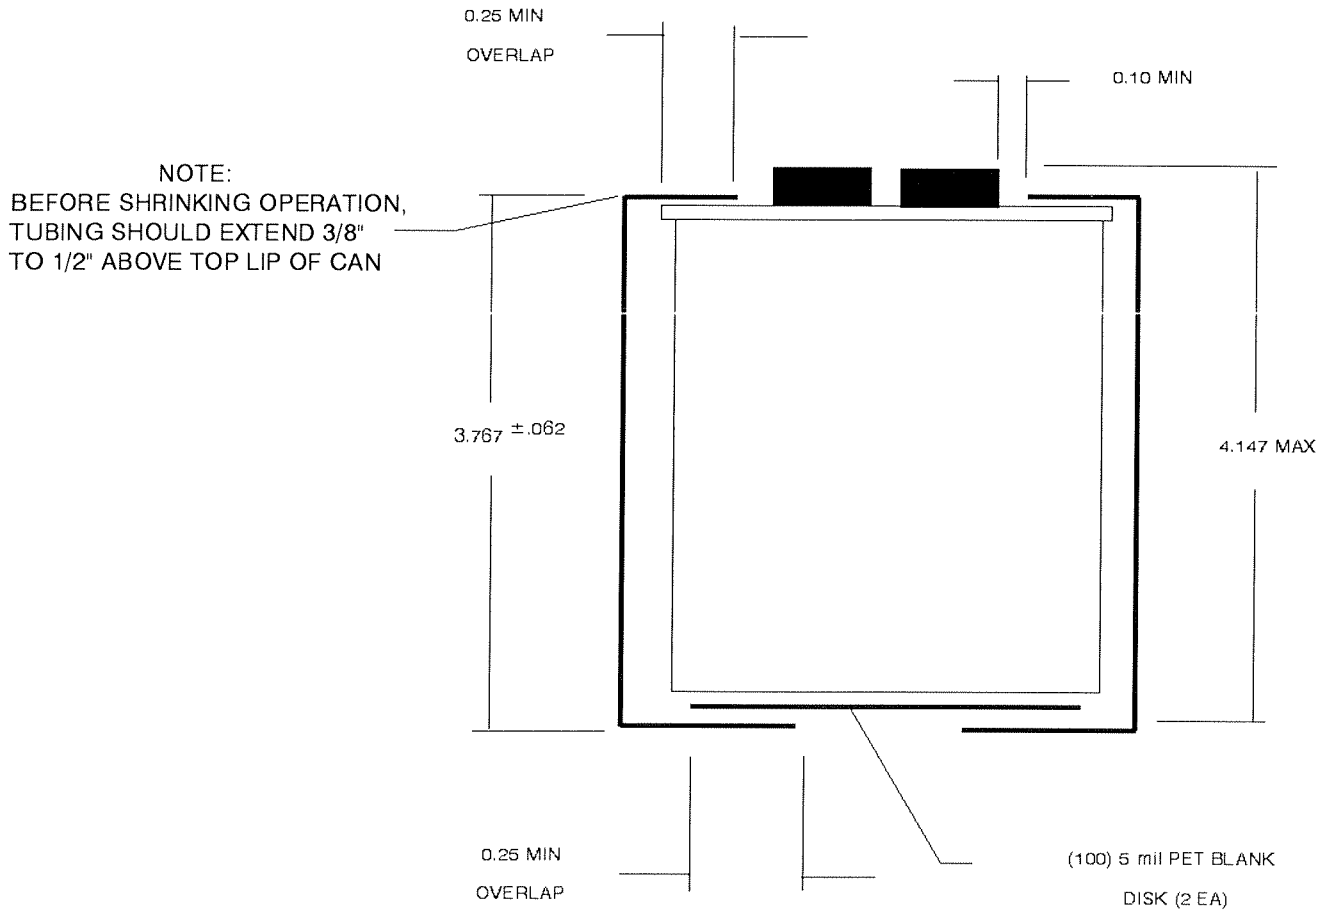 0.25 MIN
OVERLAP
0.10 MIN
NOTE:
BEFORE SHRINKING OPERATION,
TUBING SHOULD EXTEND 3/8"
TO 1/2" ABOVE TOP LIP OF CAN
3.767 ±.062
4.147 MAX
0.25 MIN
OVERLAP
(100) 5 mil PET BLANK
DISK (2 EA)